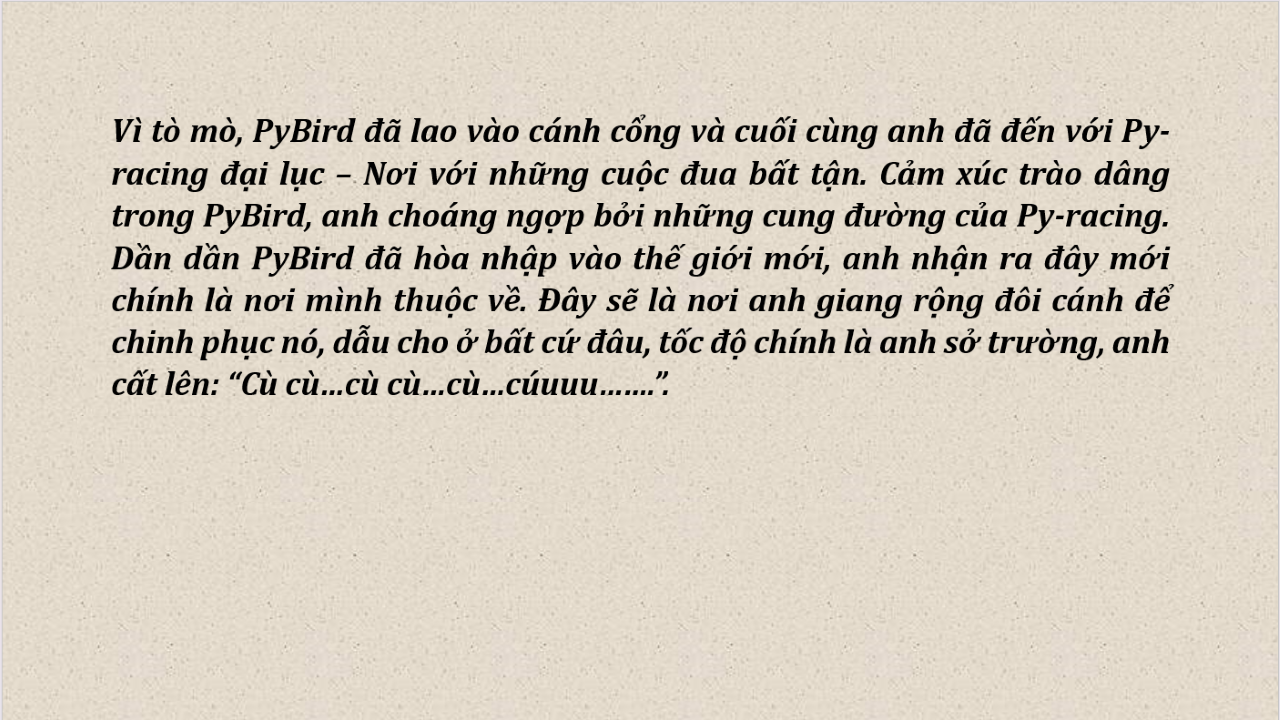 Vì tò mò, PyBird đã lao vào cánh cổng và cuối cùng anh đã đến với Py-
racing đại lục – Nơi với những cuộc đua bất tận. Cảm xúc trào dâng
trong PyBird, anh choáng ngợp bởi những cung đường của Py-racing.
Dần dần PyBird đã hòa nhập vào thế giới mới, anh nhận ra đây mới
chính là nơi mình thuộc về. Đây sẽ là nơi anh giang rộng đôi cánh để
chinh phục nó, dẫu cho ở bất cứ đâu, tốc độ chính là anh sở trường, anh
cất lên: “Cù cù…cù cù…cù…cúuuu…….”.